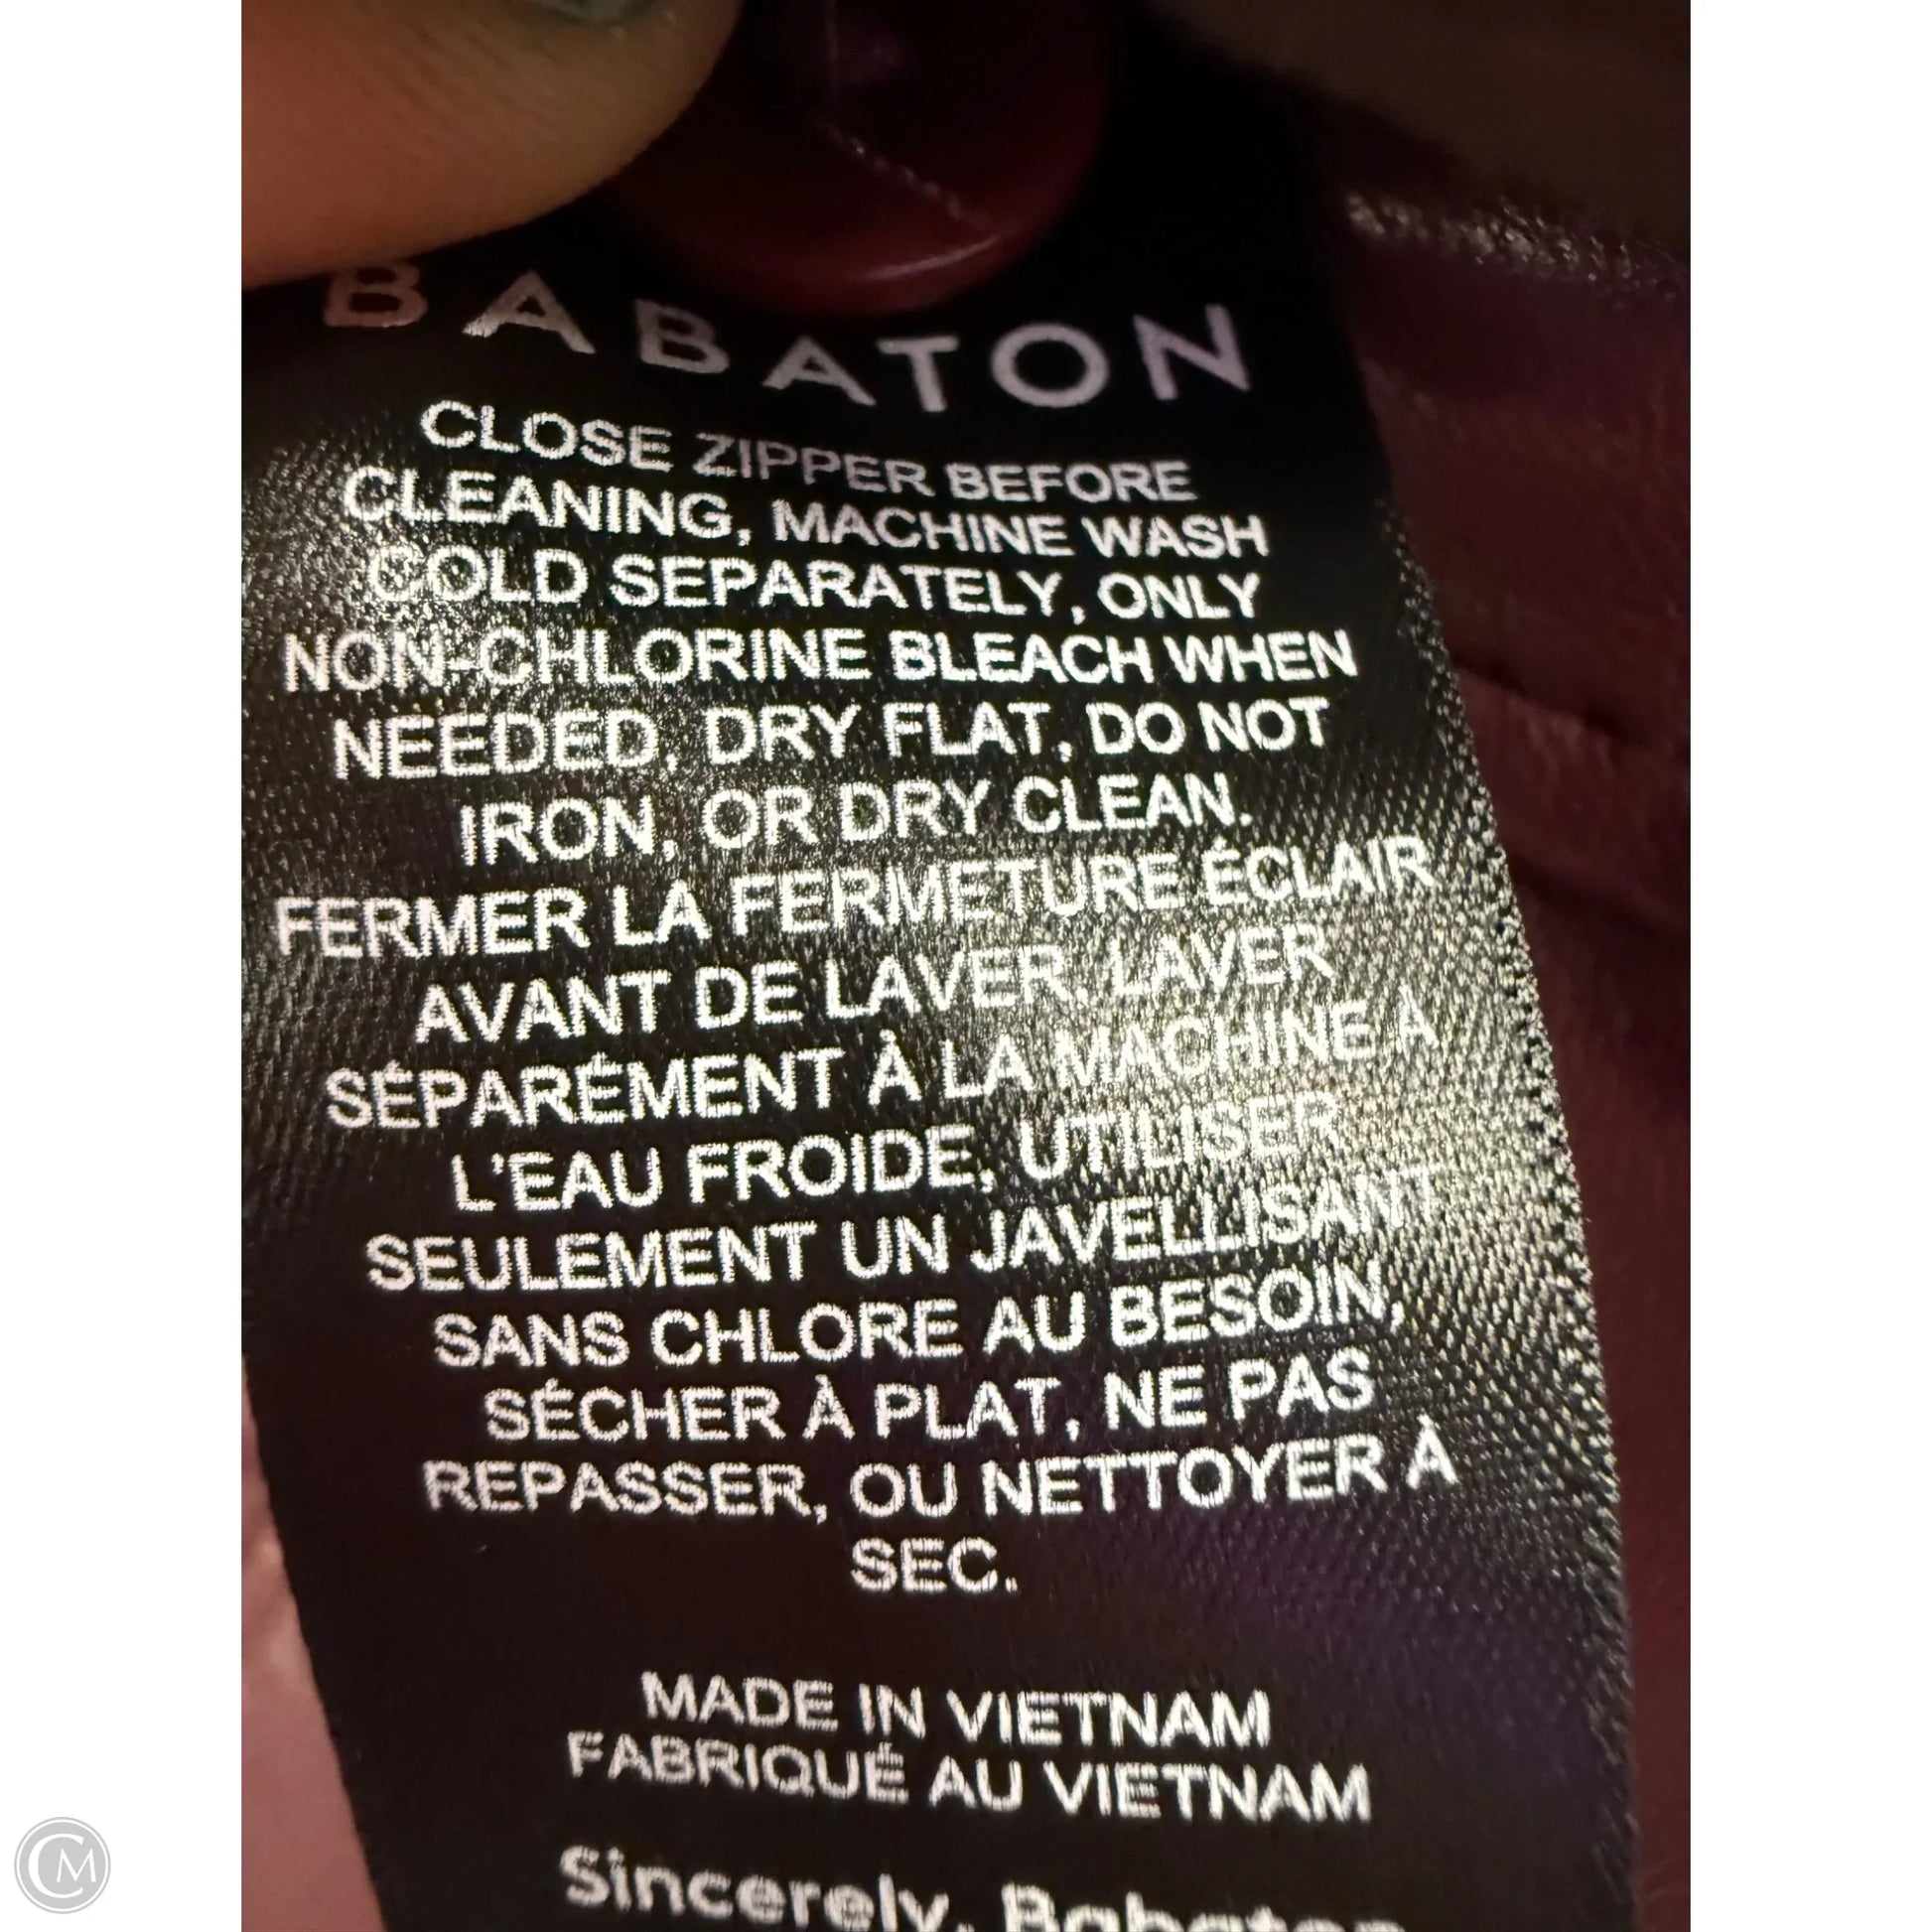 BABATON
CLOSE ZIPPER BEFORE
CLEANING, MACHINE WASH
COLD SEPARATELY, ONLY
NON-CHLORINE BLEACH WHEN
NEEDED, DRY FLAT, DO NOT
IRON, OR DRY CLEAN.
FERMER LA FERMETURE ÉCLAIR
AVANT DE LAVER, LAVER
SÉPARÉMENT À LA MACHINE À
L'EAU FROIDE, UTILISER
SEULEMENT UN JAVELLISANT
SANS CHLORE AU BESOIN,
SÉCHER À PLAT, NE PAS
REPASSER, OU NETTOYER À
SEC.
MADE IN VIETNAM
FABRIQUÉ AU VIETNAM
Sincerely, Babaton
CM